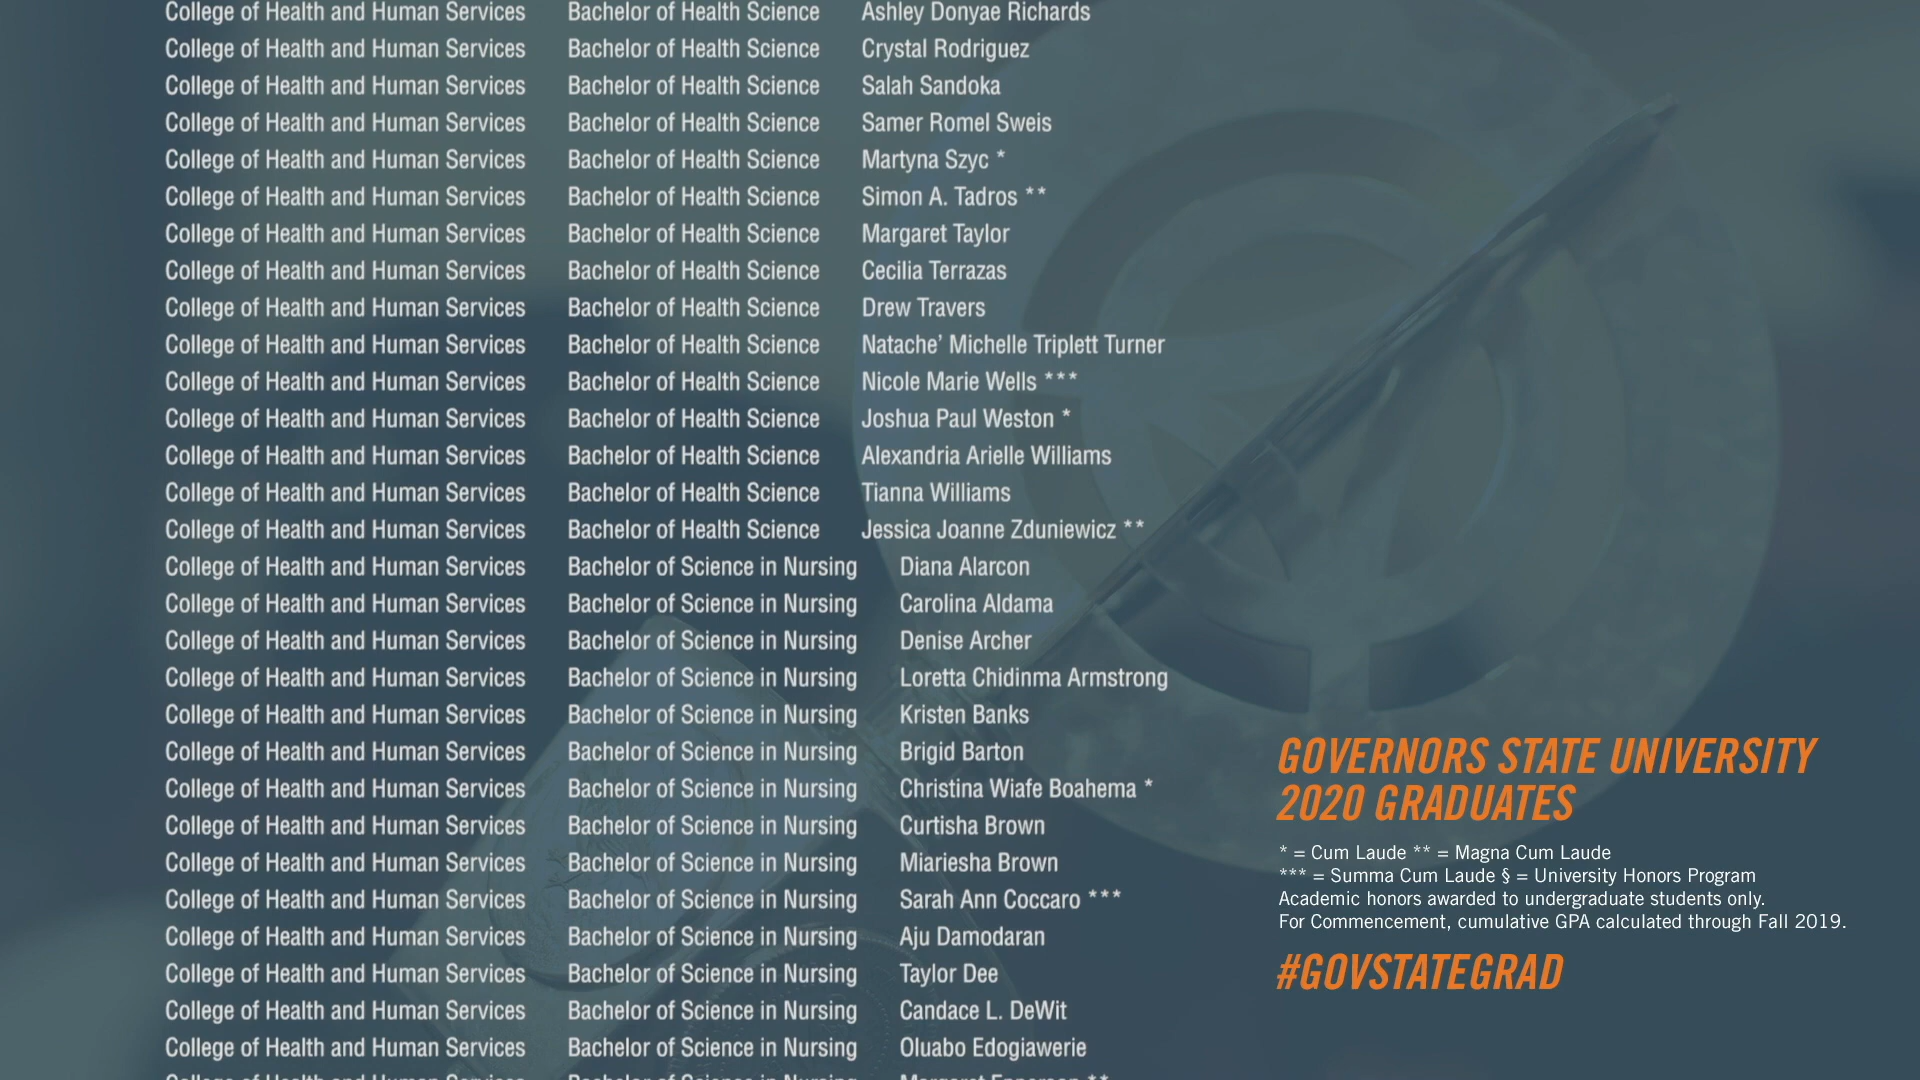 College of Health and Human Services Bachelor of Health Science Ashley Donyae Richards
College of Health and Human Services Bachelor of Health Science Crystal Rodriguez
College of Health and Human Services Bachelor of Health Science Salah Sandoka
College of Health and Human Services Bachelor of Health Science Samer Romel Sweis
College of Health and Human Services Bachelor of Health Science Martyna Szyc *
College of Health and Human Services Bachelor of Health Science Simon A. Tadros **
College of Health and Human Services Bachelor of Health Science Margaret Taylor
College of Health and Human Services Bachelor of Health Science Cecilia Terrazas
College of Health and Human Services Bachelor of Health Science Drew Travers
College of Health and Human Services Bachelor of Health Science Natache’ Michelle Triplett Turner
College of Health and Human Services Bachelor of Health Science Nicole Marie Wells ***
College of Health and Human Services Bachelor of Health Science Joshua Paul Weston *
College of Health and Human Services Bachelor of Health Science Alexandria Arielle Williams
College of Health and Human Services Bachelor of Health Science Tianna Williams
College of Health and Human Services Bachelor of Health Science Jessica Joanne Zduniewicz **
College of Health and Human Services Bachelor of Science in Nursing Diana Alarcon
College of Health and Human Services Bachelor of Science in Nursing Carolina Aldama
College of Health and Human Services Bachelor of Science in Nursing Denise Archer
College of Health and Human Services Bachelor of Science in Nursing Loretta Chidinma Armstrong
College of Health and Human Services Bachelor of Science in Nursing Kristen Banks
College of Health and Human Services Bachelor of Science in Nursing Brigid Barton
College of Health and Human Services Bachelor of Science in Nursing Christina Wiafe Boahema *
College of Health and Human Services Bachelor of Science in Nursing Curtisha Brown
College of Health and Human Services Bachelor of Science in Nursing Miariesha Brown
College of Health and Human Services Bachelor of Science in Nursing Sarah Ann Coccaro ***
College of Health and Human Services Bachelor of Science in Nursing Aju Damodaran
College of Health and Human Services Bachelor of Science in Nursing Taylor Dee
College of Health and Human Services Bachelor of Science in Nursing Candace L. DeWit
College of Health and Human Services Bachelor of Science in Nursing Oluabo Edogiawerie
College of Health and Human Services Bachelor of Science in Nursing Margaret
GOVERNORS STATE UNIVERSITY
2020 GRADUATES
* = Cum Laude ** = Magna Cum Laude
*** = Summa Cum Laude § = University Honors Program
Academic honors awarded to undergraduate students only.
For Commencement, cumulative GPA calculated through Fall 2019.
#GOVSTATEGRAD